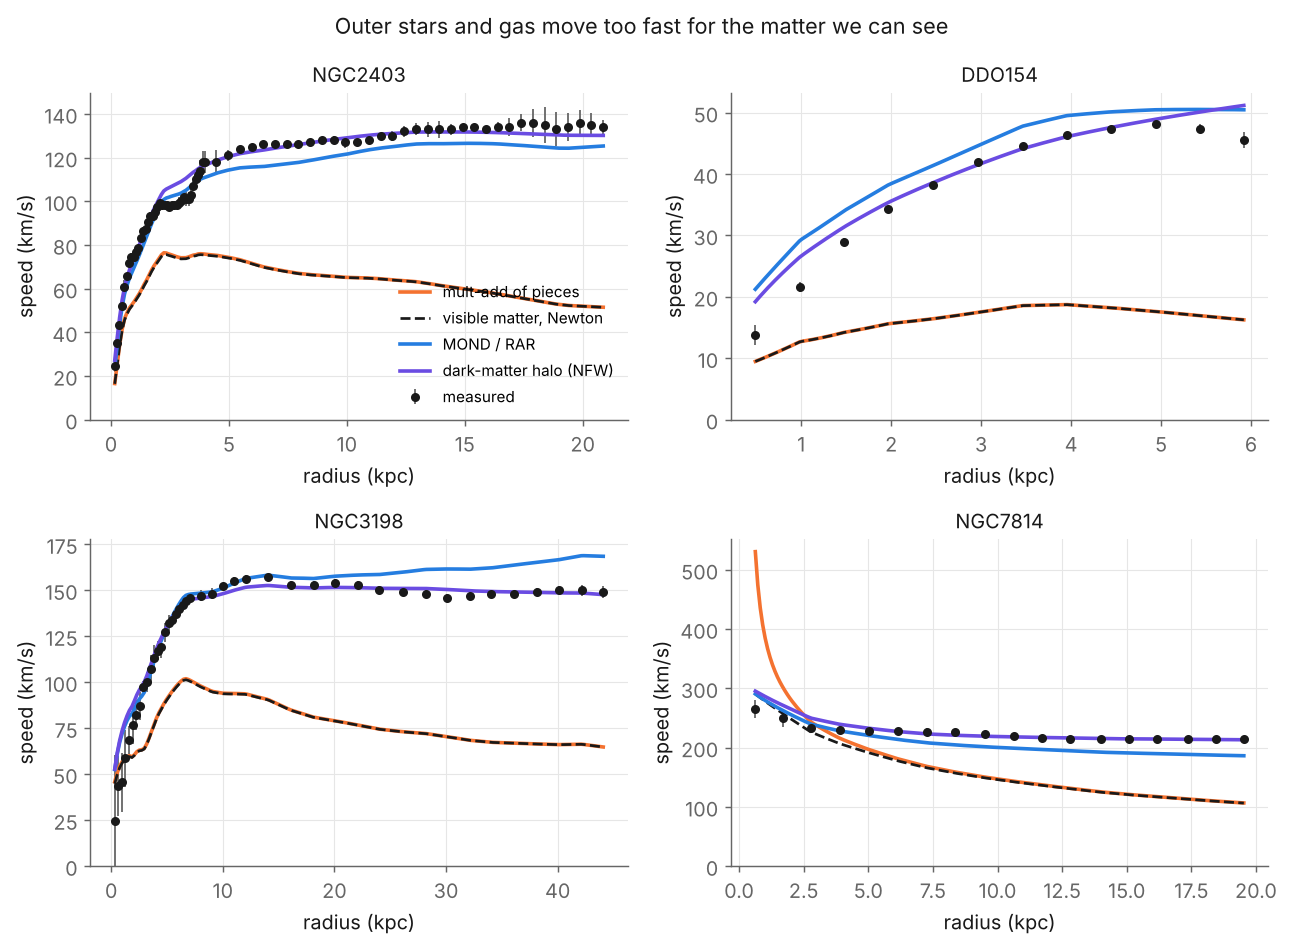 Outer stars and gas move too fast for the matter we can see
NGC2403
speed (km/s)
140
120
100
80
60
40
20
0
mult-add of pieces
visible matter, Newton
MOND / RAR
dark-matter halo (NFW)
measured
0 5 10 15 20
radius (kpc)
DDO154
speed (km/s)
50
40
30
20
10
0
1 2 3 4 5 6
radius (kpc)
NGC3198
speed (km/s)
175
150
125
100
75
50
25
0
0 10 20 30 40
radius (kpc)
NGC7814
speed (km/s)
500
400
300
200
100
0
0.0 2.5 5.0 7.5 10.0 12.5 15.0 17.5 20.0
radius (kpc)